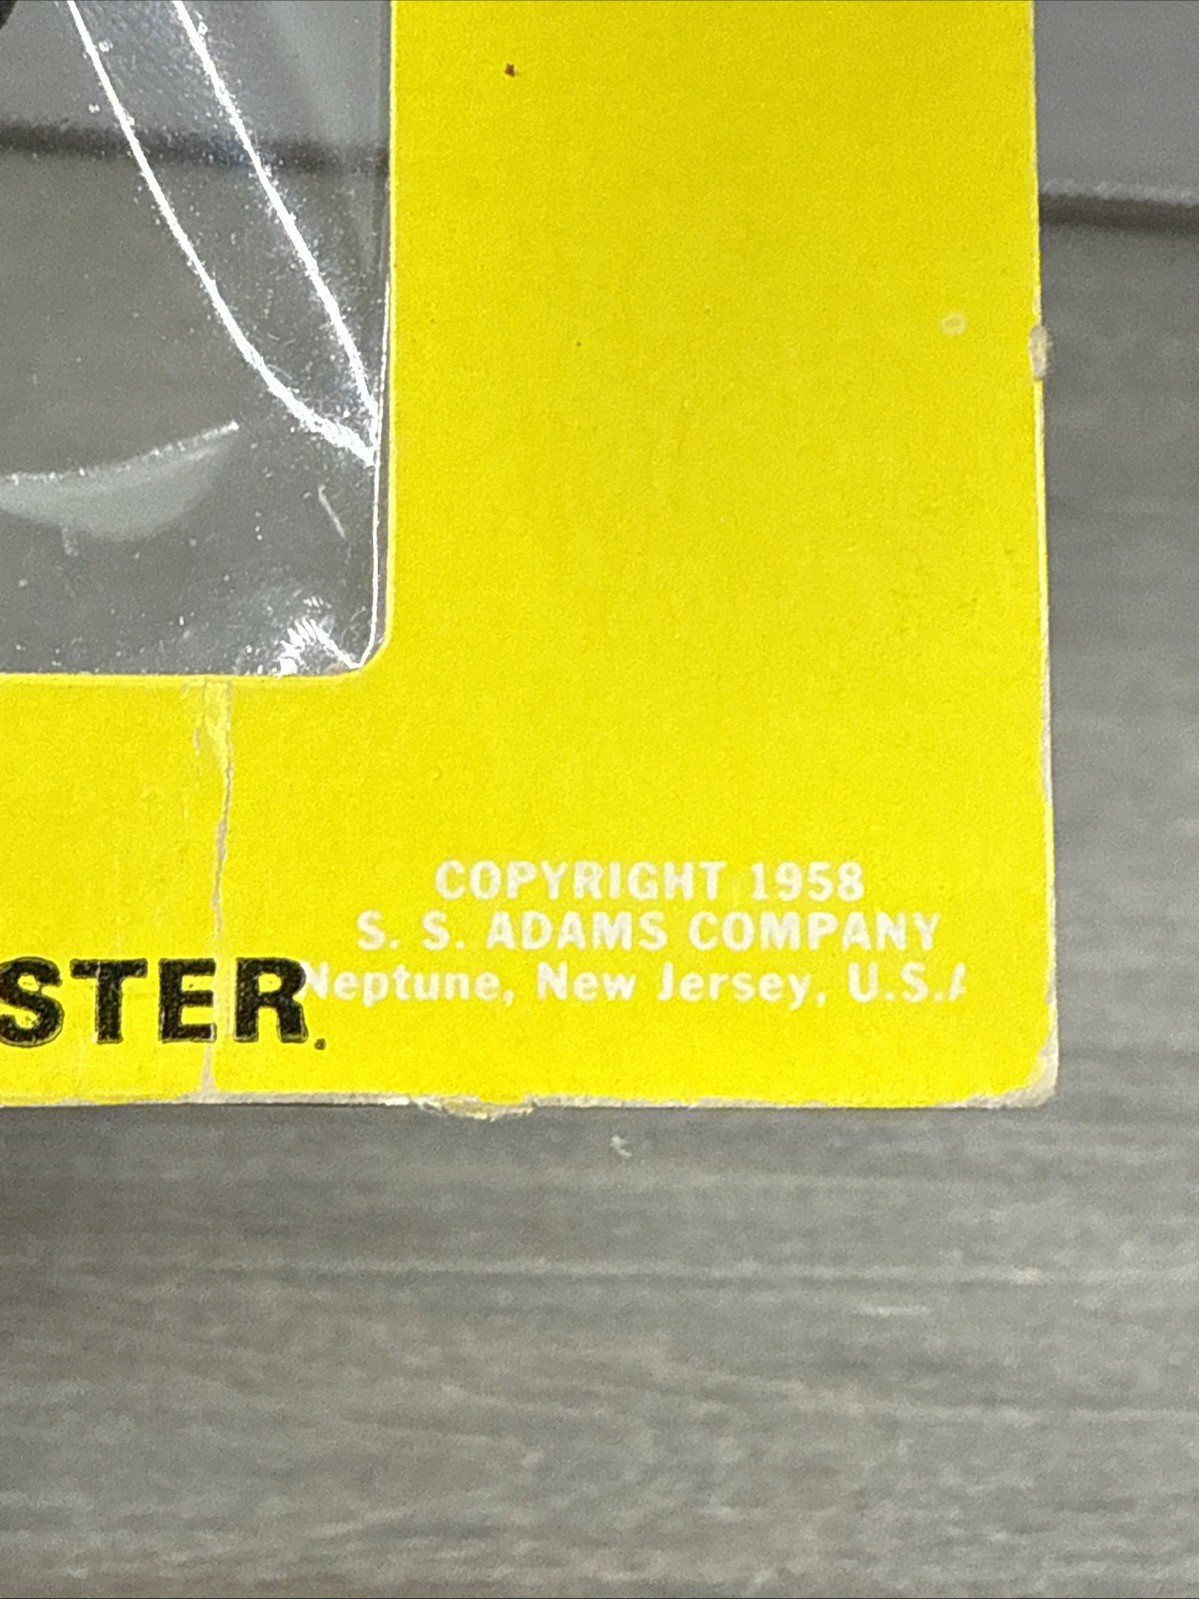 COPYRIGHT 1958
S. S. ADAMS COMPANY
Neptune, New Jersey, U.S.A
STER.